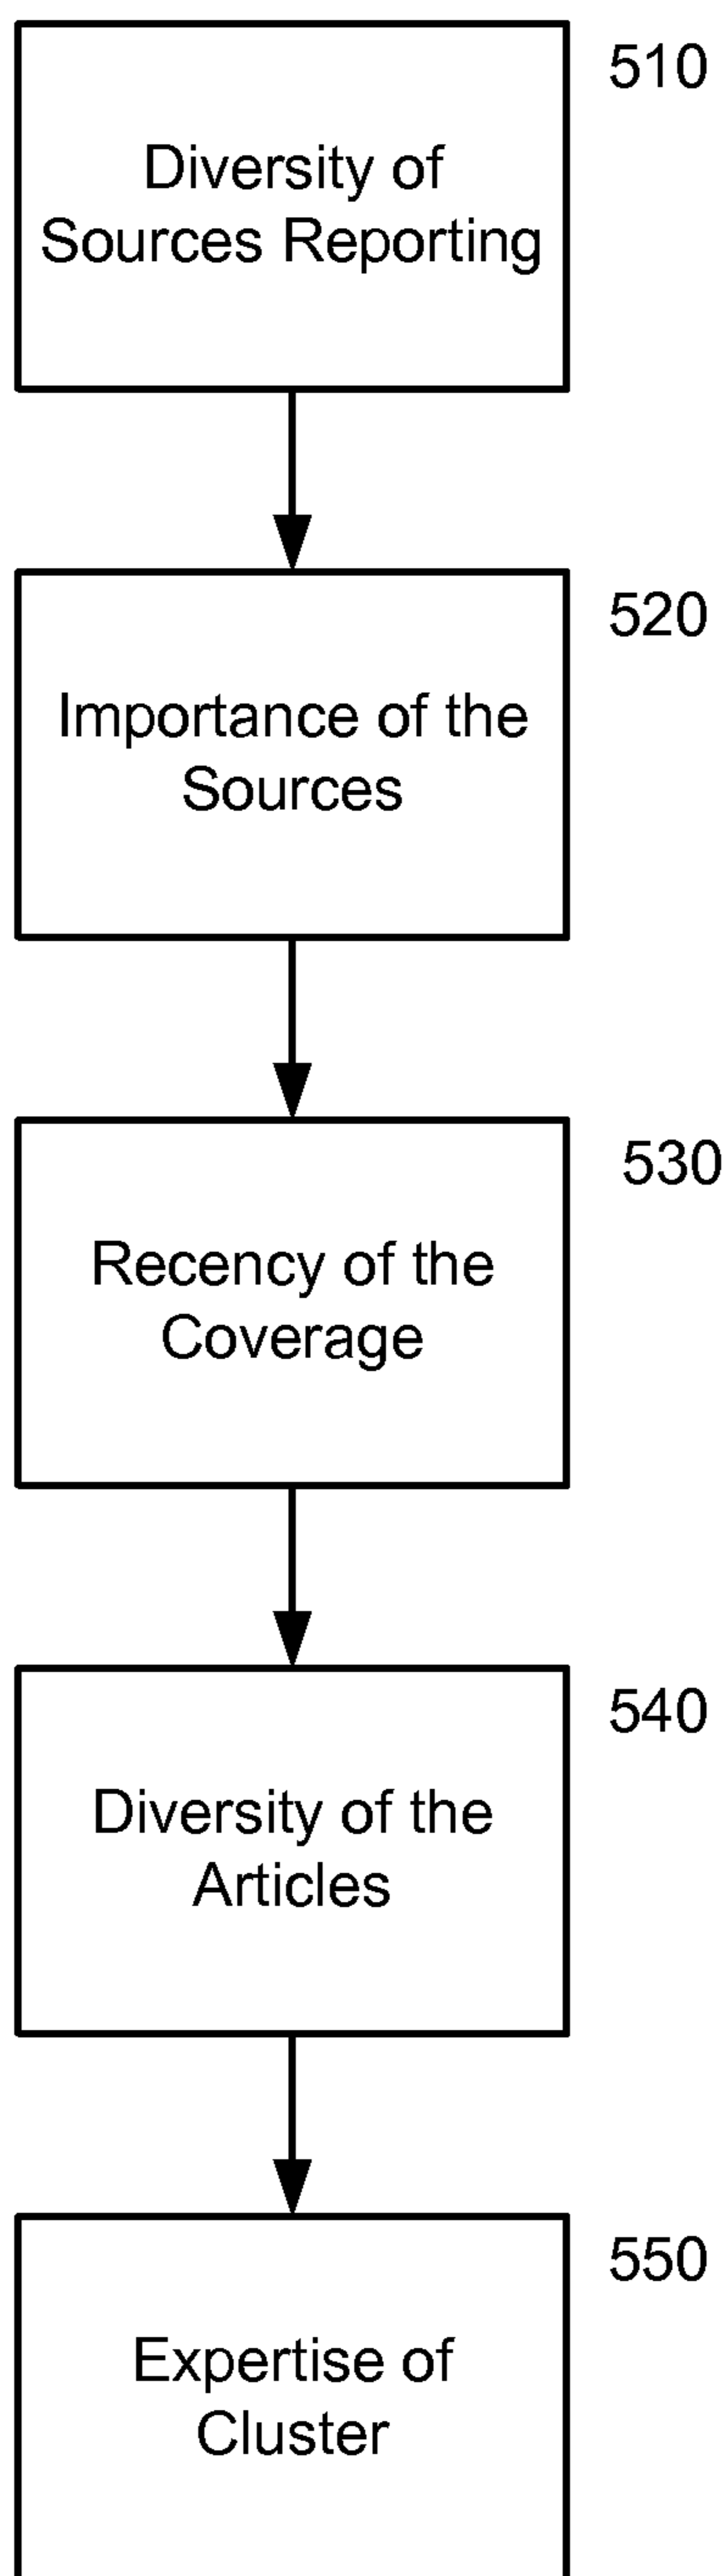 510
Diversity of
Sources Reporting
520
Importance of the
Sources
530
Recency of the
Coverage
540
Diversity of the
Articles
550
Expertise of
Cluster